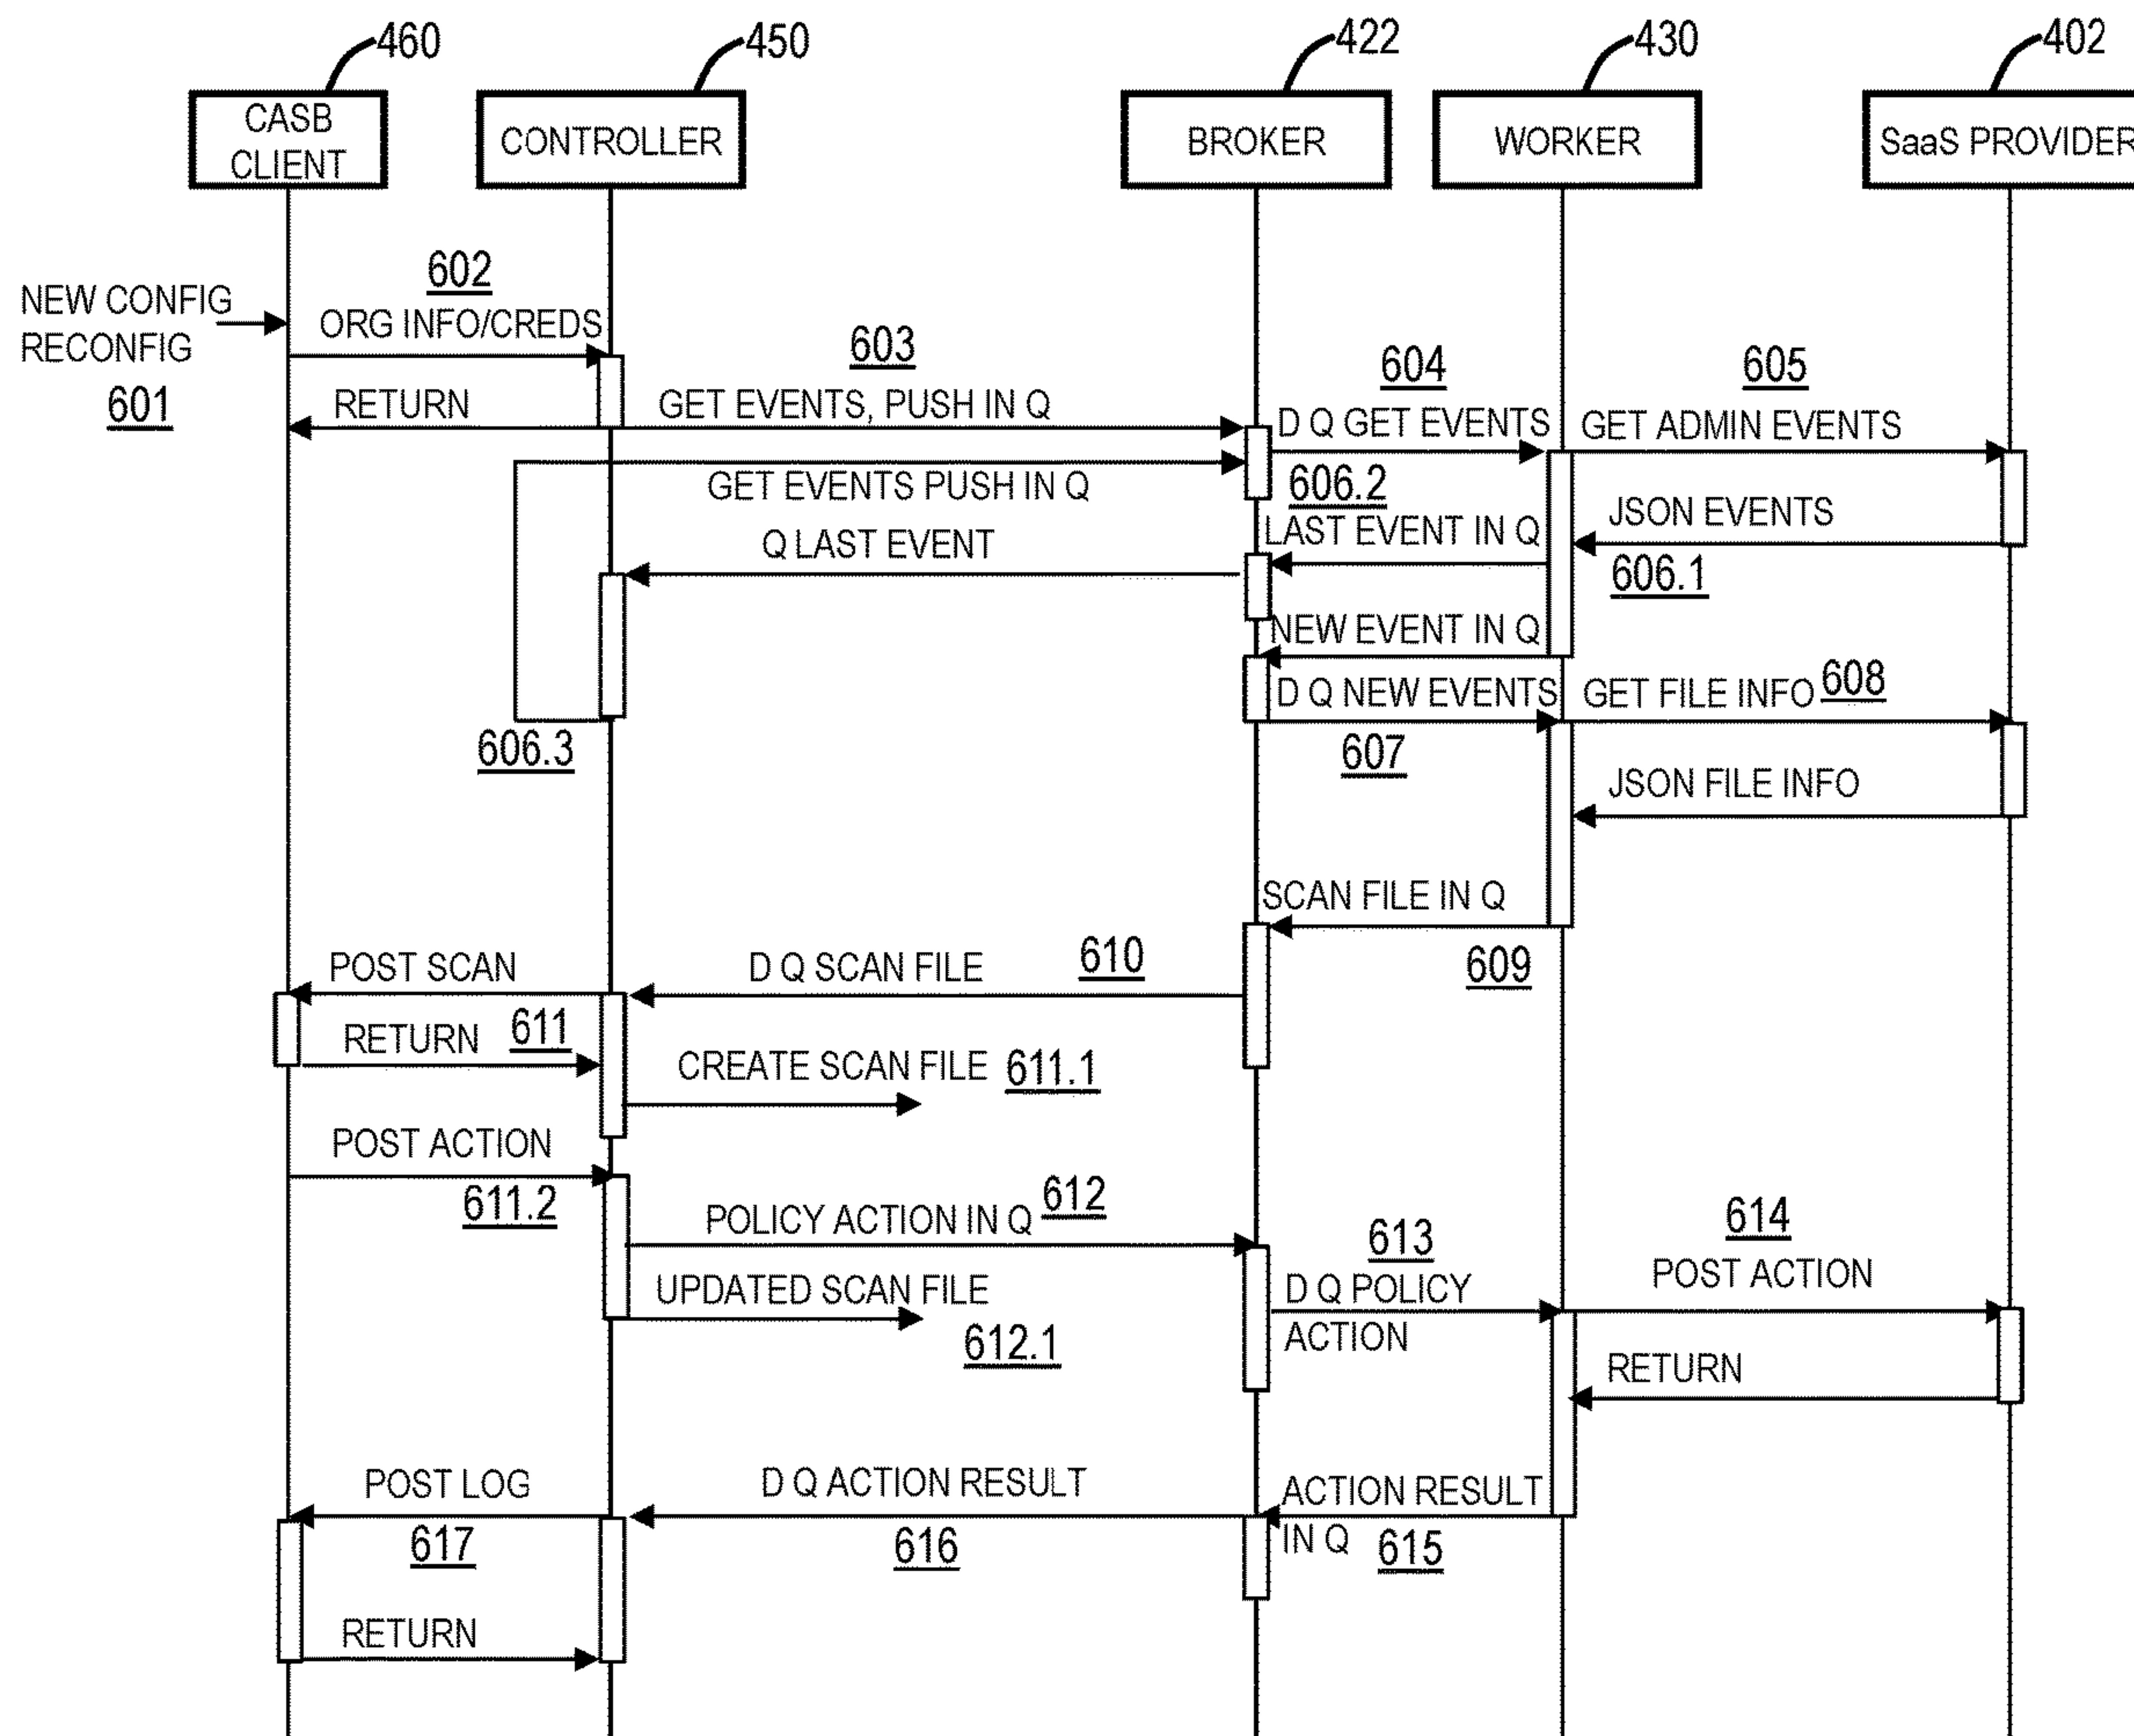 460
450
422
430
402
CASB
CLIENT
CONTROLLER
BROKER
WORKER
SaaS PROVIDER
NEW CONFIG
RECONFIG
601
602
ORG INFO/CREDS
RETURN
603
GET EVENTS, PUSH IN Q
604
D Q GET EVENTS
605
GET ADMIN EVENTS
GET EVENTS PUSH IN Q
606.2
LAST EVENT IN Q
JSON EVENTS
606.1
Q LAST EVENT
NEW EVENT IN Q
606.3
D Q NEW EVENTS
607
GET FILE INFO 608
JSON FILE INFO
SCAN FILE IN Q
609
POST SCAN
D Q SCAN FILE
610
RETURN
611
CREATE SCAN FILE 611.1
POST ACTION
611.2
POLICY ACTION IN Q 612
UPDATED SCAN FILE
612.1
613
D Q POLICY
ACTION
614
POST ACTION
RETURN
POST LOG
617
D Q ACTION RESULT
616
ACTION RESULT
IN Q 615
RETURN